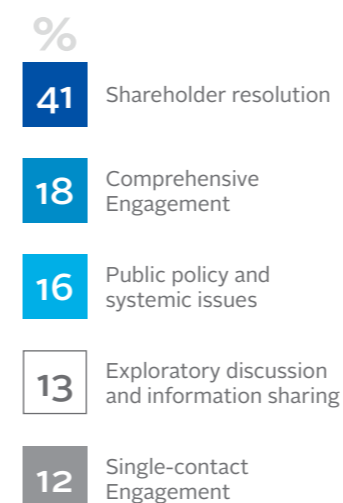 %
41 Shareholder resolution
18 Comprehensive
Engagement
16 Public policy and
systemic issues
13 Exploratory discussion
and information sharing
12 Single-contact
Engagement